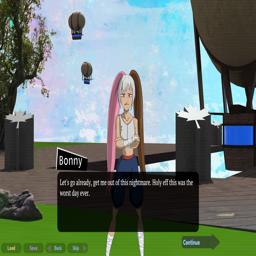 Bonny
Let's go already, get me out of this nightmare. Holy eff this was the
worst day ever.
Load
Save
Back
Skip
Continue